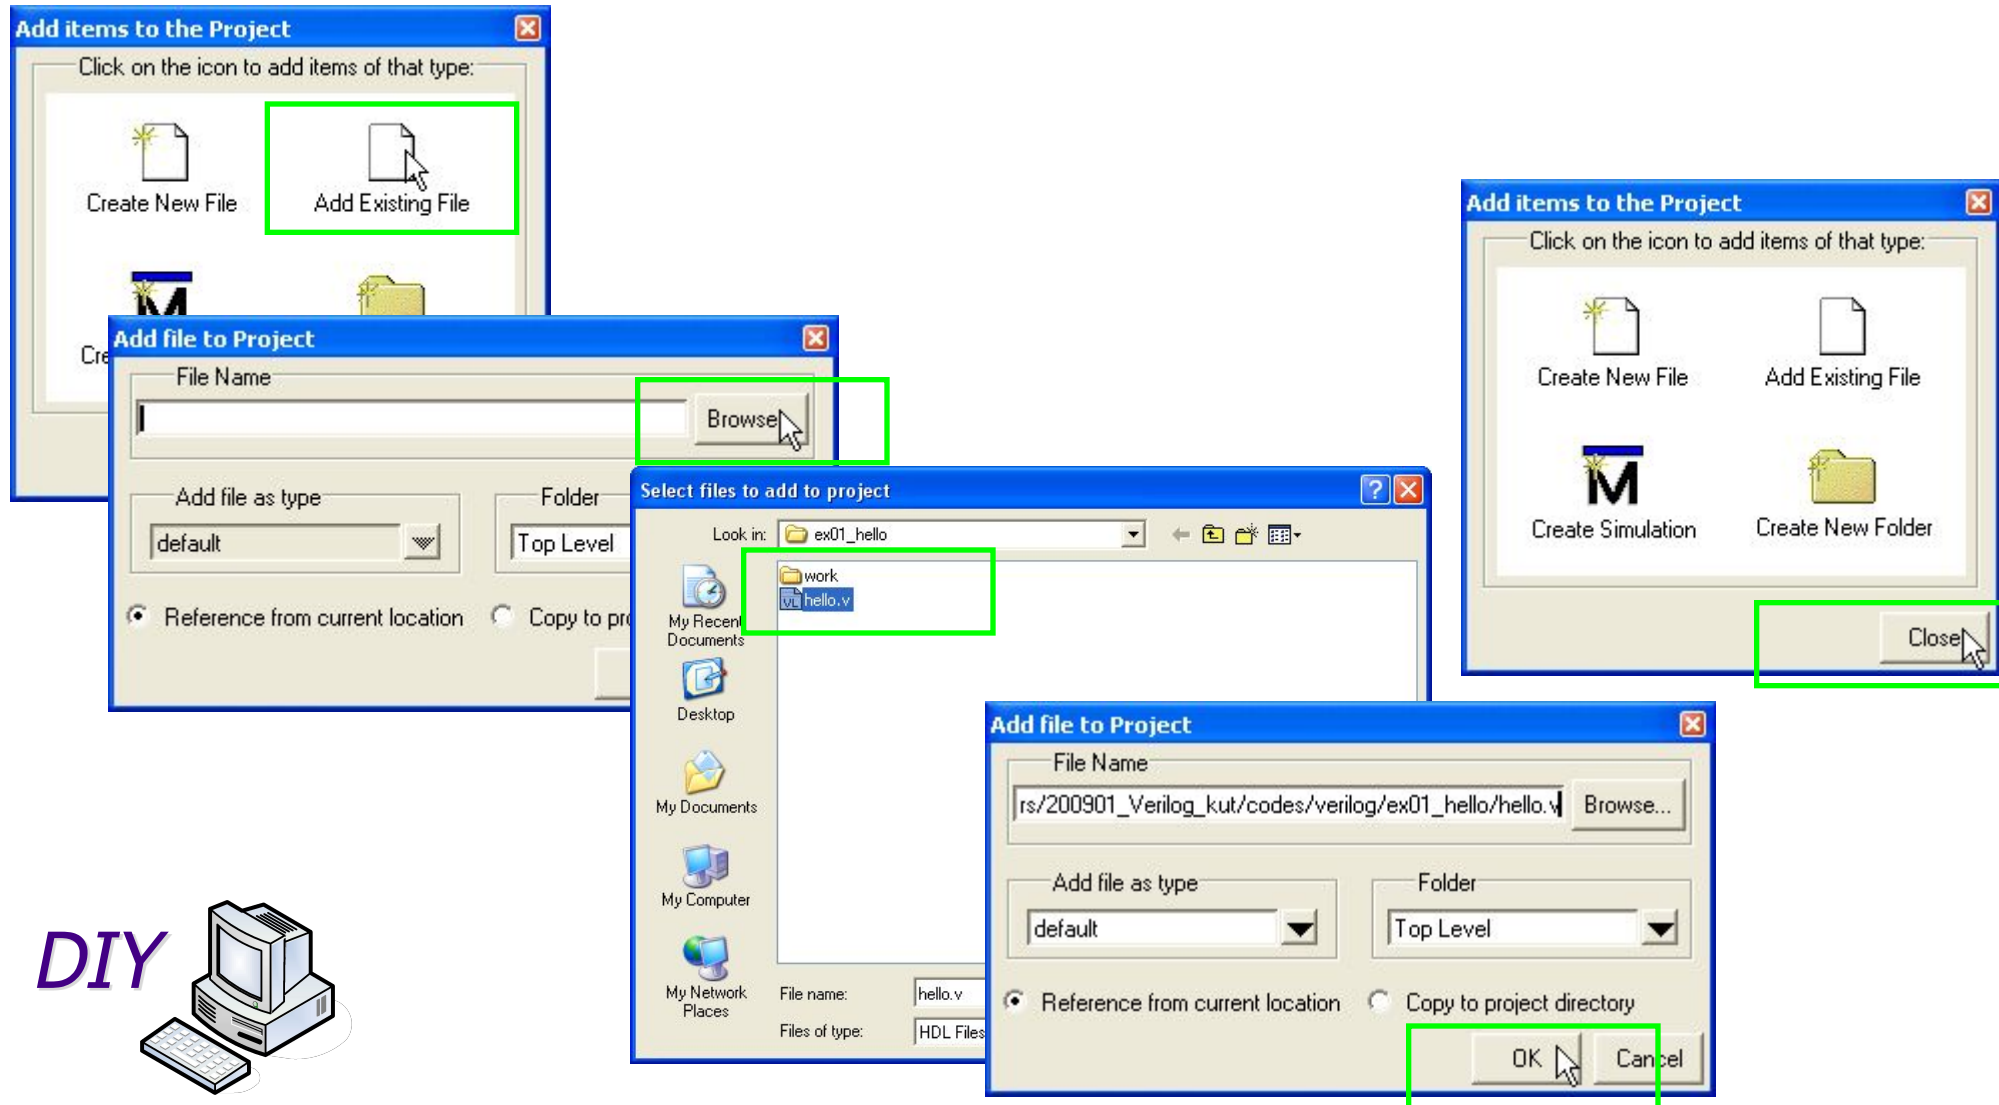 Add items to the Project
Click on the icon to add items of that type:
Create New File
Add Existing File
M
Cre
Add file to Project
File Name
Browse
Add file as type
Folder
default
Top Level
Reference from current location
Copy to pro
Select files to add to project
Look in:
ex01_hello
work
hello.v
My Recent
Documents
Desktop
My Documents
My Computer
My Network
Places
File name:
hello.v
Files of type:
HDL Files
Add file to Project
File Name
rs/200901_Verilog_kut/codes/verilog/ex01_hello/hello.v
Browse...
Add file as type
Folder
default
Top Level
Reference from current location
Copy to project directory
OK
Cancel
Add items to the Project
Click on the icon to add items of that type:
Create New File
Add Existing File
M
Create Simulation
Create New Folder
Close
DIY